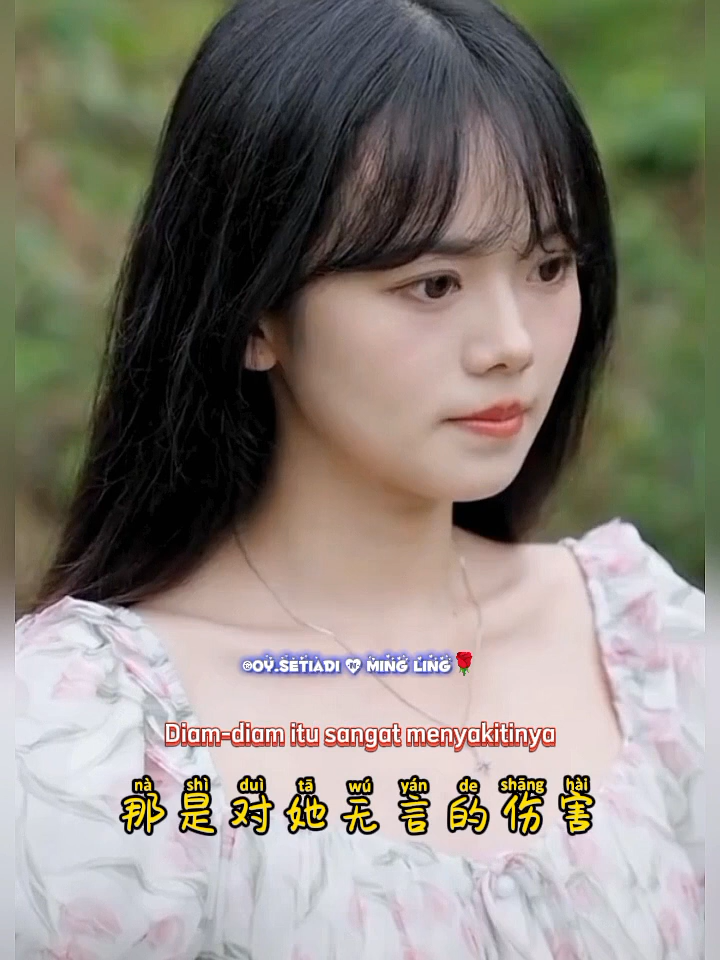 ©OY.SETIADI MING LING
Diam-diam itu sangat menyakitinya
nà shì duì tā wú yán de shāng hài
那是对她无言的伤害